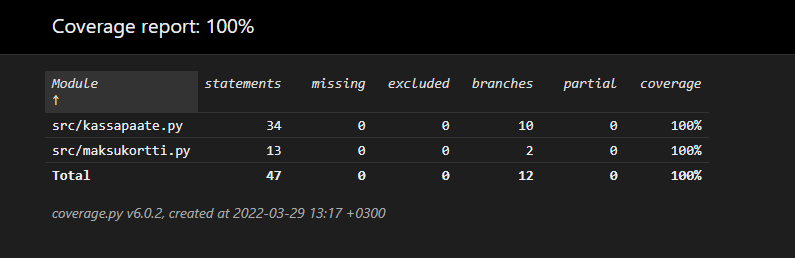 Coverage report: 100%
Module statements missing excluded branches partial coverage
↑
src/kassapaate.py 34 0 0 10 0 100%
src/maksukortti.py 13 0 0 2 0 100%
Total 47 0 0 12 0 100%
coverage.py v6.0.2, created at 2022-03-29 13:17 +0300